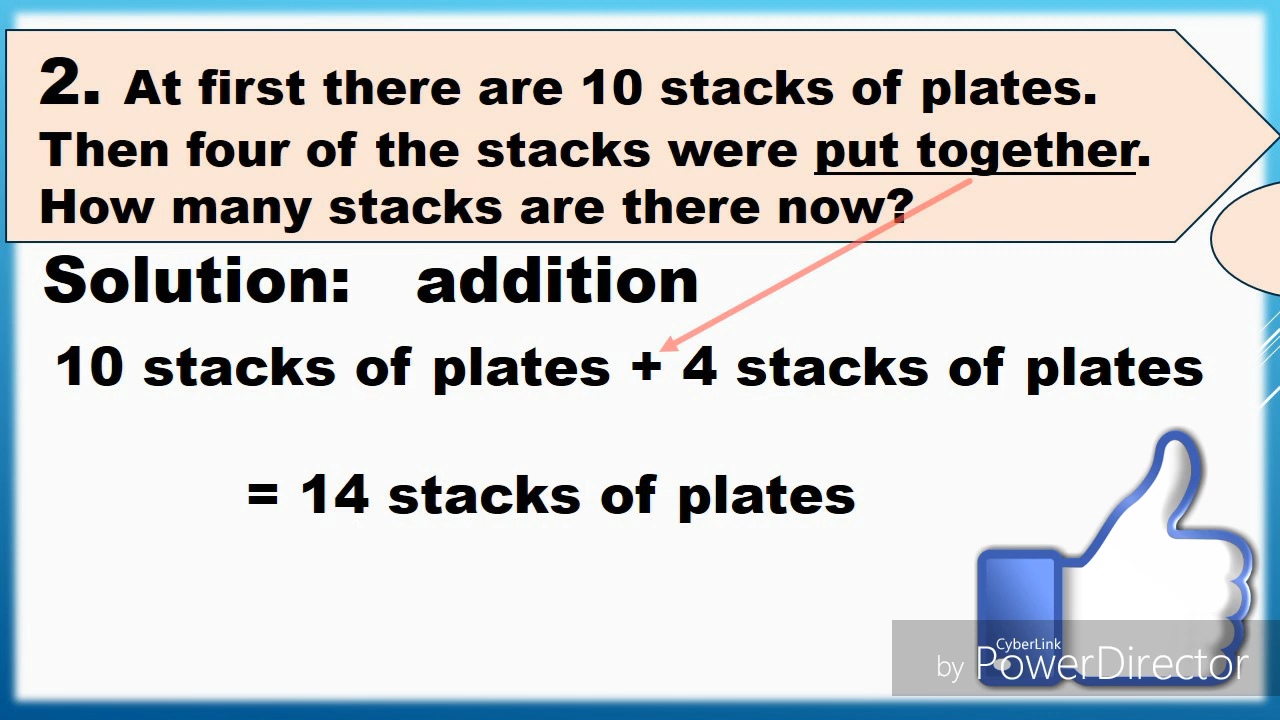 2. At first there are 10 stacks of plates.
Then four of the stacks were put together.
How many stacks are there now?
Solution: addition
10 stacks of plates + 4 stacks of plates
= 14 stacks of plates
CyberLink
by PowerDirector